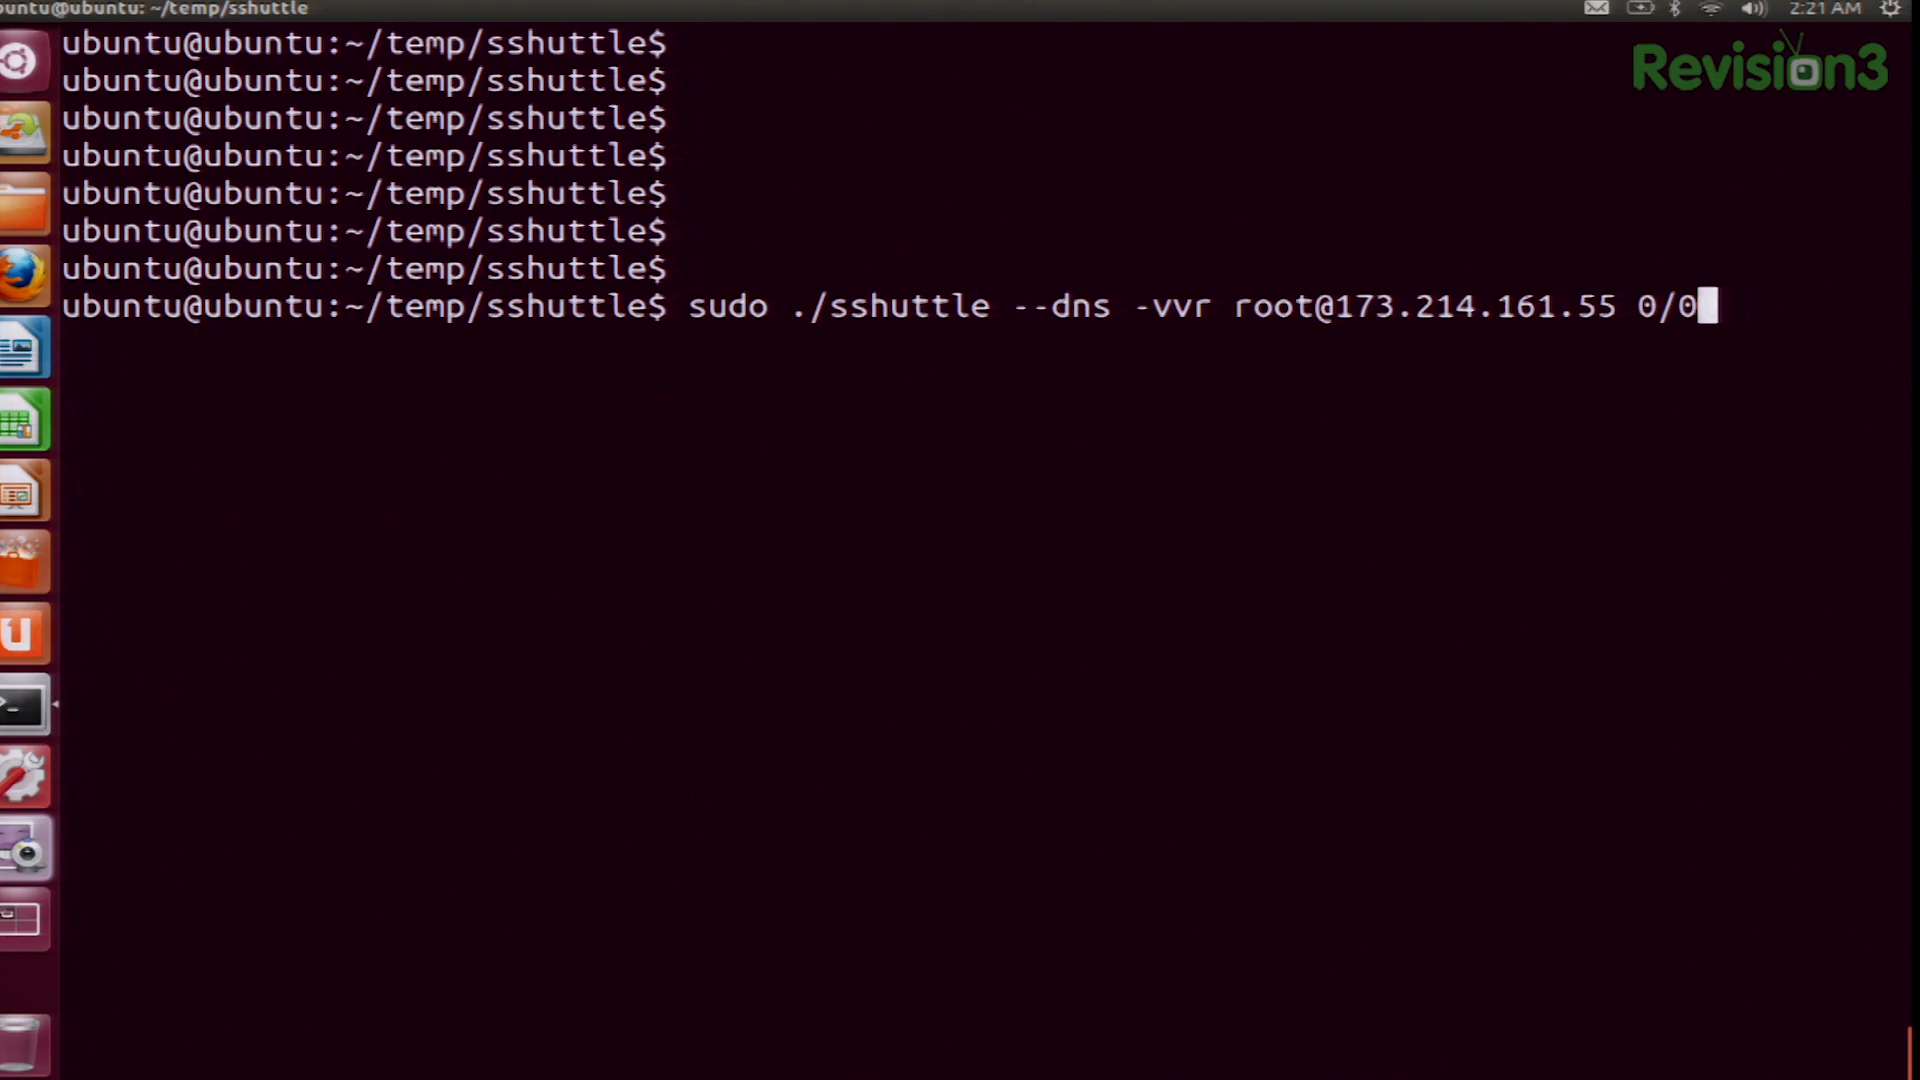 buntu@ubuntu: ~/temp/sshuttle
2:21 AM
Revision3
ubuntu@ubuntu:~/temp/sshuttle$
ubuntu@ubuntu:~/temp/sshuttle$
ubuntu@ubuntu:~/temp/sshuttle$
ubuntu@ubuntu:~/temp/sshuttle$
ubuntu@ubuntu:~/temp/sshuttle$
ubuntu@ubuntu:~/temp/sshuttle$
ubuntu@ubuntu:~/temp/sshuttle$
ubuntu@ubuntu:~/temp/sshuttle$ sudo ./sshuttle --dns -vvr root@173.214.161.55 0/0